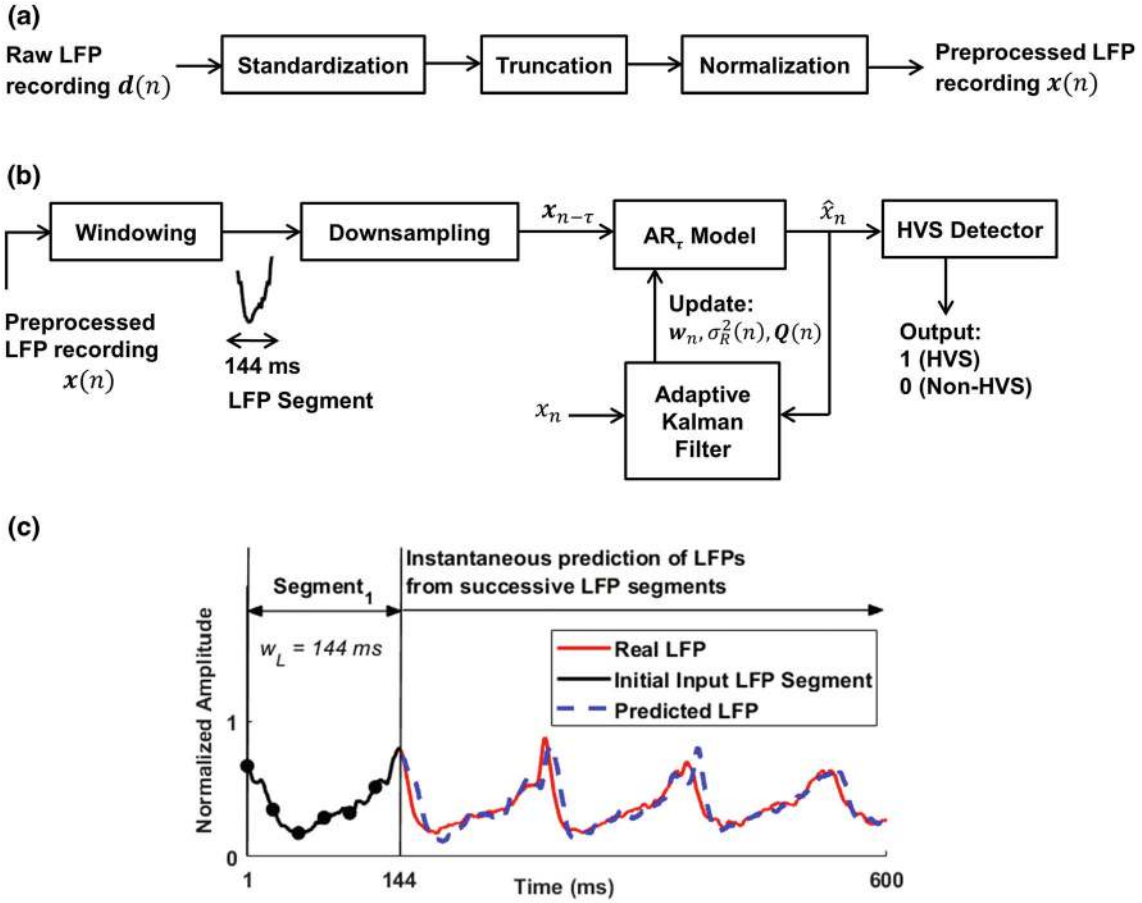 (a)
Raw LFP
recording d(n)
Standardization
Truncation
Normalization
Preprocessed LFP
recording x(n)
(b)
Windowing
Downsampling
x_{n−τ}
AR_τ Model
x̂_n
HVS Detector
Preprocessed
LFP recording
x(n)
144 ms
LFP Segment
Update:
w_n, σ_R^2(n), Q(n)
x_n
Adaptive
Kalman
Filter
Output:
1 (HVS)
0 (Non-HVS)
(c)
Segment_1
w_L = 144 ms
Instantaneous prediction of LFPs
from successive LFP segments
Real LFP
Initial Input LFP Segment
Predicted LFP
Normalized Amplitude
1
0
1
144
600
Time (ms)